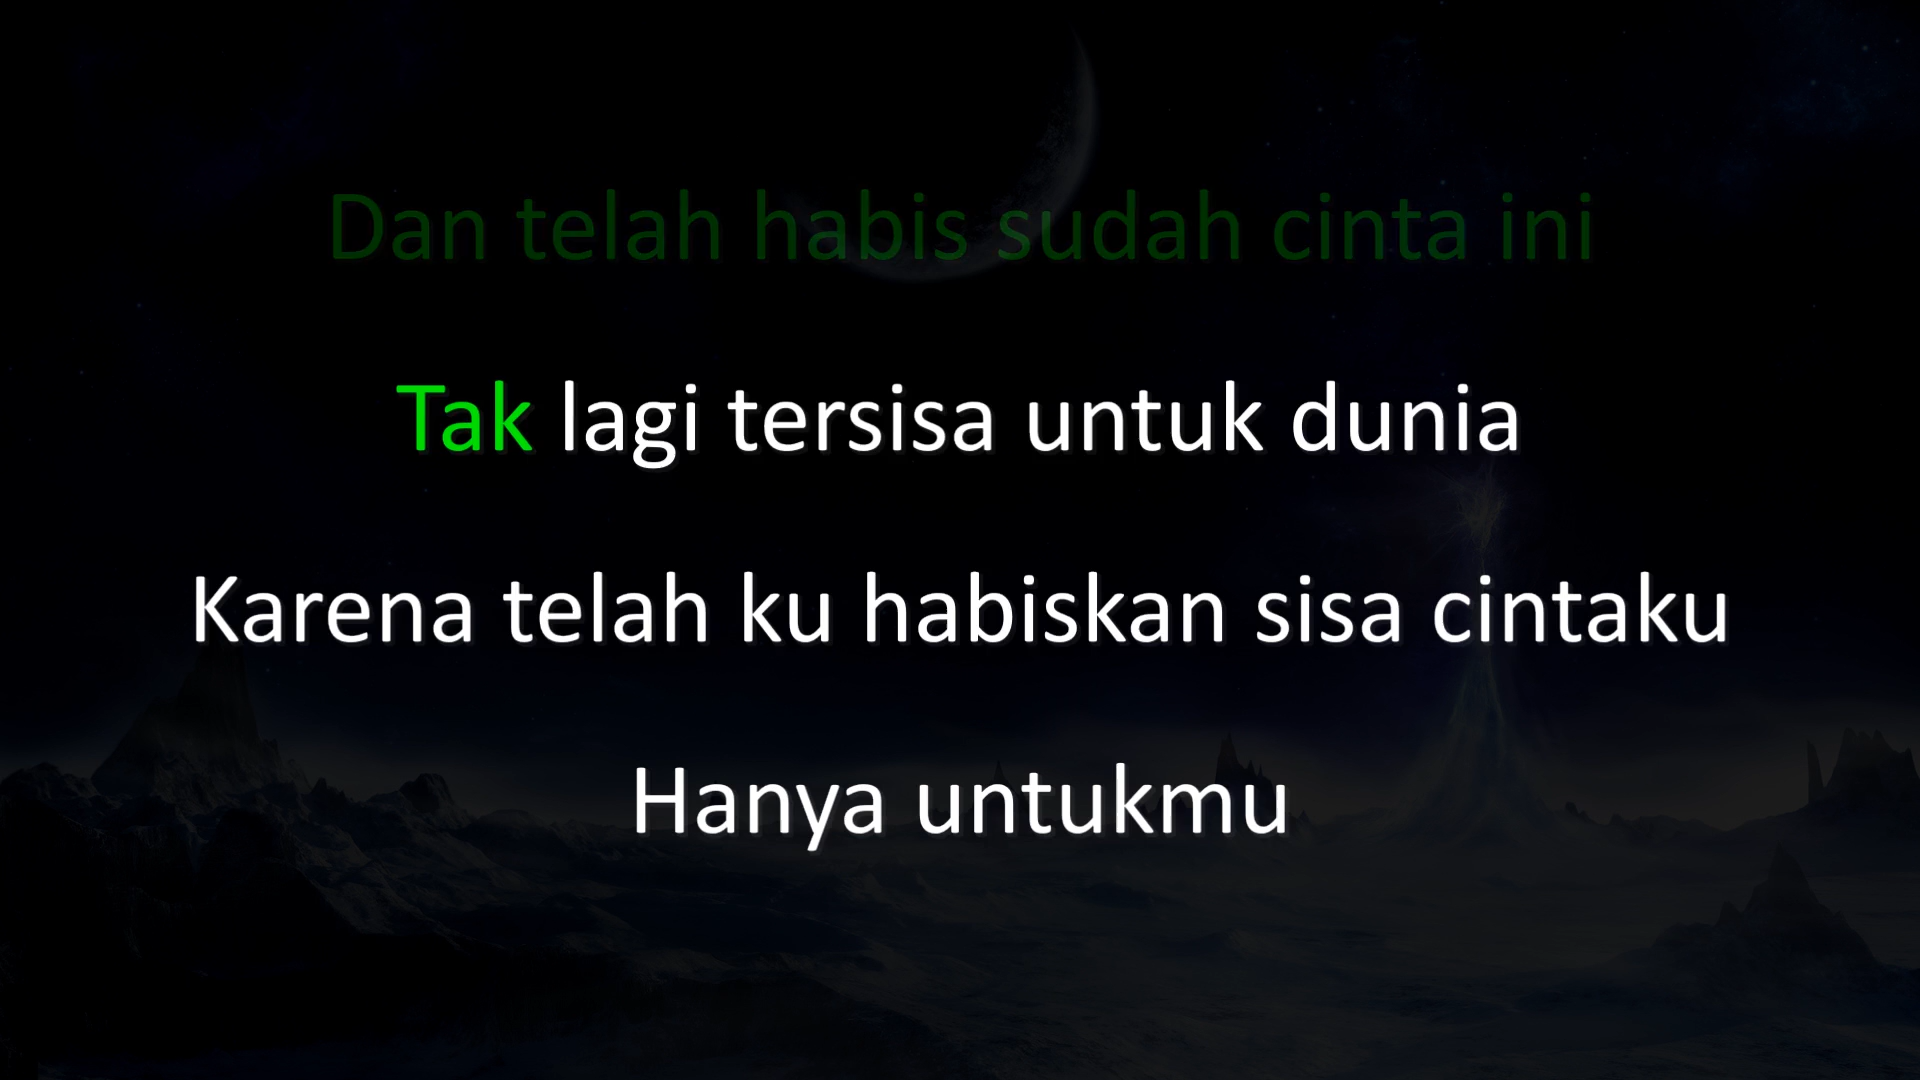 Dan telah habis sudah cinta ini
Tak lagi tersisa untuk dunia
Karena telah ku habiskan sisa cintaku
Hanya untukmu